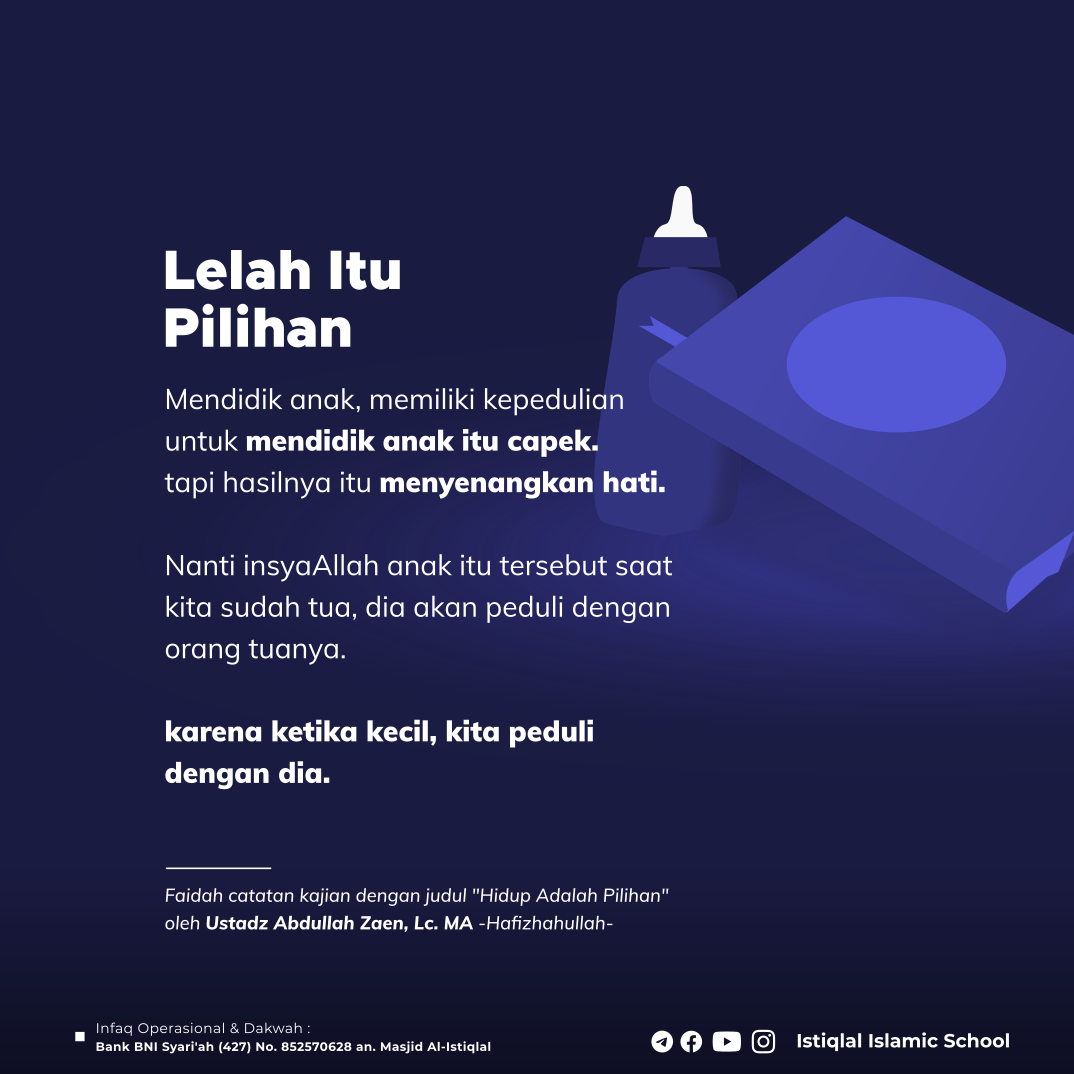 Lelah Itu
Pilihan
Mendidik anak, memiliki kepedulian
untuk mendidik anak itu capek.
tapi hasilnya itu menyenangkan hati.
Nanti insyaAllah anak itu tersebut saat
kita sudah tua, dia akan peduli dengan
orang tuanya.
karena ketika kecil, kita peduli
dengan dia.
Faidah catatan kajian dengan judul "Hidup Adalah Pilihan"
oleh Ustadz Abdullah Zaen, Lc. MA -Hafizhahullah-
Infaq Operasional & Dakwah :
Bank BNI Syari'ah (427) No. 852570628 an. Masjid Al-Istiqlal
Istiqlal Islamic School